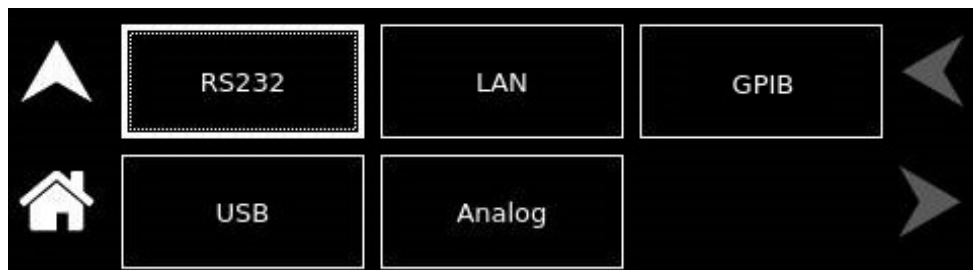 RS232
LAN
GPIB
USB
Analog